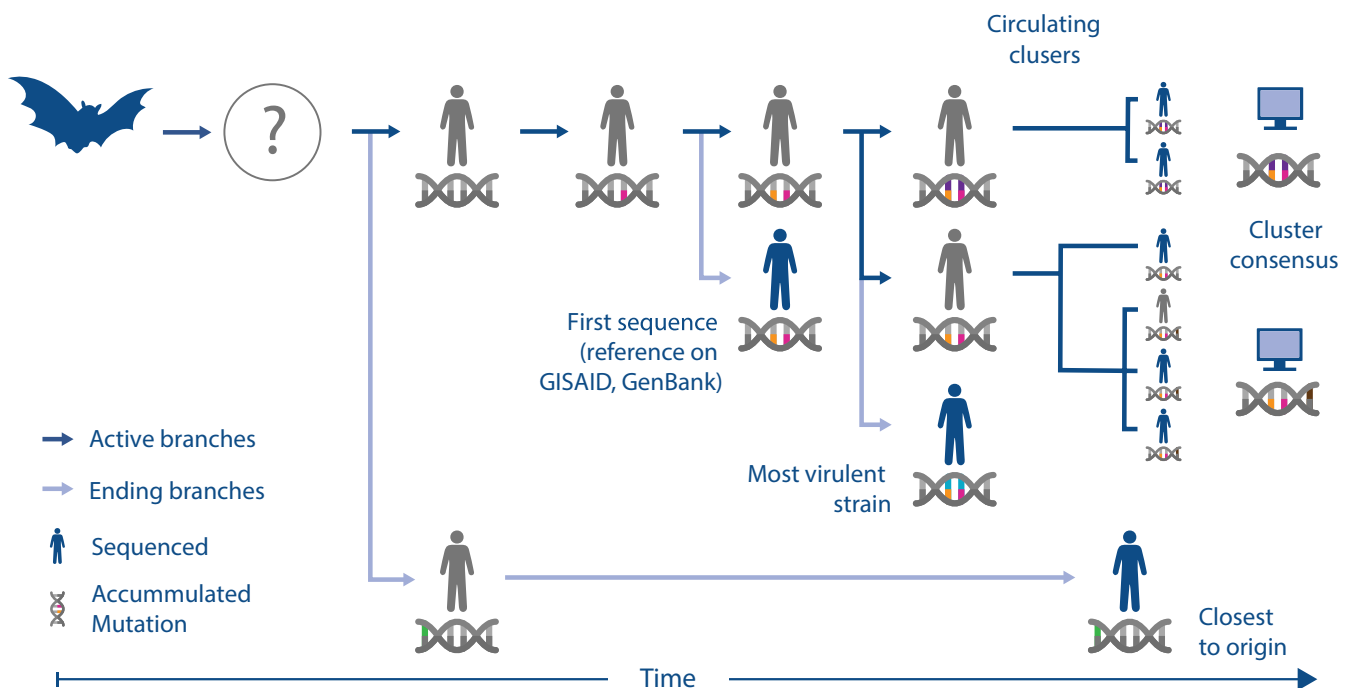 Circulating
clusers
?
Cluster
consensus
First sequence
(reference on
GISAID, GenBank)
Most virulent
strain
Active branches
Ending branches
Sequenced
Accummulated
Mutation
Closest
to origin
Time